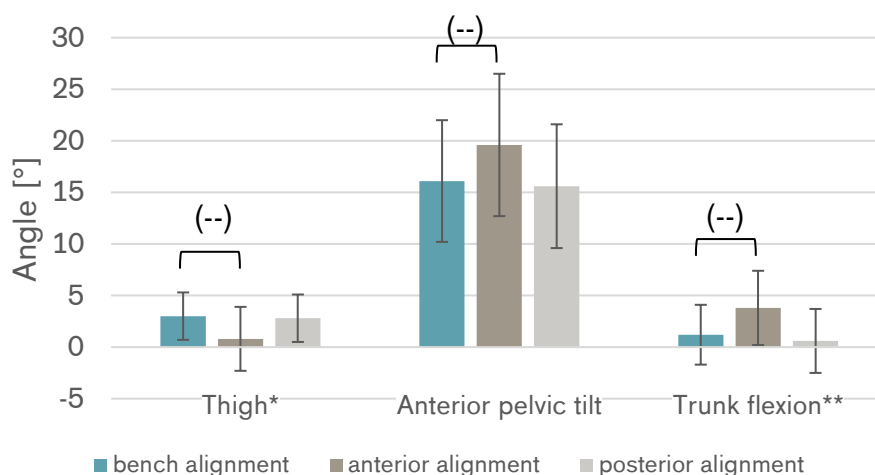 30
25
20
15
10
5
0
-5
Angle [°]
(--)
(--)
(--)
Thigh*
Anterior pelvic tilt
Trunk flexion**
bench alignment
anterior alignment
posterior alignment